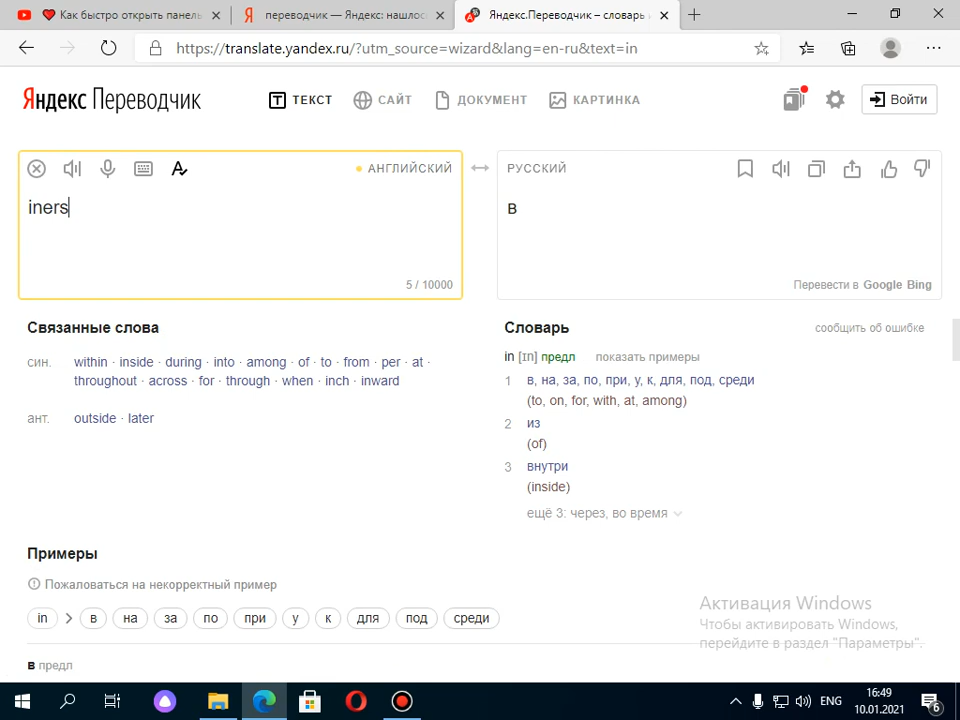 Как быстро открыть панель
переводчик — Яндекс: нашлос
Яндекс.Переводчик – словарь
https://translate.yandex.ru/?utm_source=wizard&lang=en-ru&text=in
Яндекс Переводчик
ТЕКСТ
САЙТ
ДОКУМЕНТ
КАРТИНКА
Войти
АНГЛИЙСКИЙ
РУССКИЙ
iners
в
5 / 10000
Перевести в Google Bing
Связанные слова
Словарь
сообщить об ошибке
син. within · inside · during · into · among · of · to · from · per · at ·
throughout · across · for · through · when · inch · inward
ант. outside · later
in [ɪn] предл показать примеры
1 в, на, за, по, при, у, к, для, под, среди
(to, on, for, with, at, among)
2 из
(of)
3 внутри
(inside)
ещё 3: через, во время
Примеры
Пожаловаться на некорректный пример
in > в на за по при у к для под среди
в предл
Активация Windows
Чтобы активировать Windows,
перейдите в раздел "Параметры".
ENG
16:49
10.01.2021
6